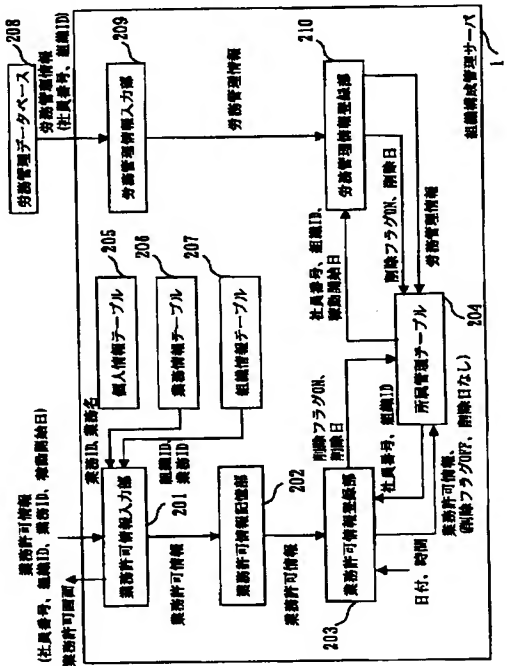 業務許可情報
(社員番号、組織ID、業務ID、稼動開始日)
業務許可画面
業務ID、業務名
組織ID、
業務ID
業務許可情報入力部
201
業務許可情報
業務許可情報記憶部
202
業務許可情報
業務許可情報登録部
203
日付、時間
個人情報テーブル
205
業務情報テーブル
206
組織情報テーブル
207
削除フラグON、
削除日
社員番号、組織ID
業務許可情報、
(削除フラグOFF、削除日なし)
所属管理テーブル
204
労務管理データベース
208
労務管理情報
(社員番号、組織ID)
労務管理情報入力部
209
労務管理情報
労務管理情報登録部
210
社員番号、組織ID、
稼動開始日
削除フラグON、削除日
労務管理情報
組織構成管理サーバ
1